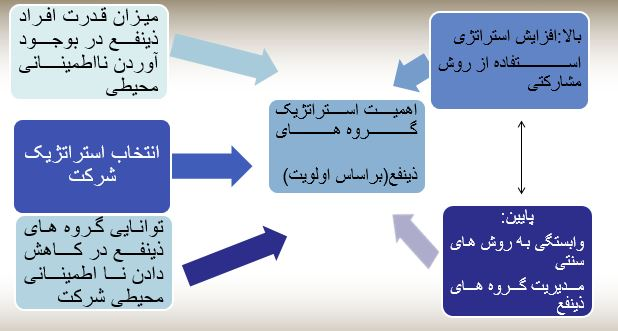 میزان قدرت افراد
ذینفع در بوجود
آوردن نااطمینانی
محیطی
انتخاب استراتژیک
شرکت
توانایی گروه های
ذینفع در کاهش
دادن نا اطمینانی
محیطی شرکت
اهمیت استراتژیک
گروه های
ذینفع(براساس اولویت)
بالا:افزایش استراتژی
استفاده از روش
مشارکتی
پایین:
وابستگی به روش های
سنتی
مدیریت گروه های
ذینفع